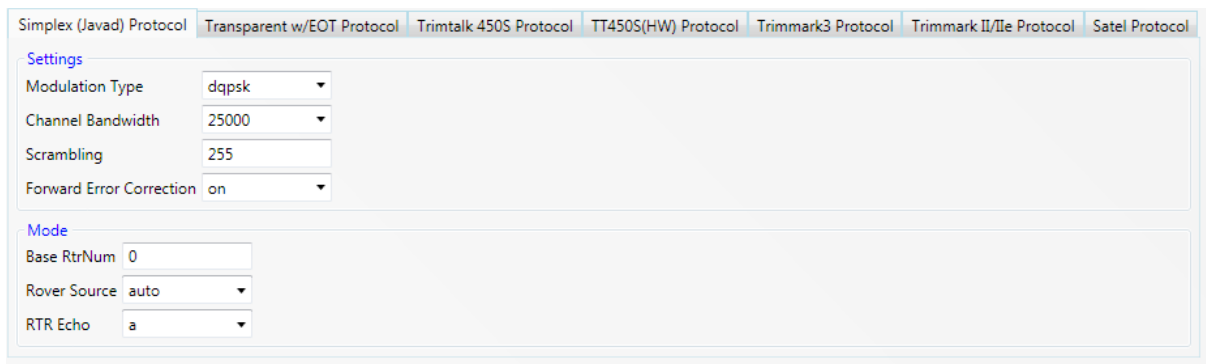 Simplex (Javad) Protocol Transparent w/EOT Protocol Trimtalk 450S Protocol TT450S(HW) Protocol Trimmark3 Protocol Trimmark II/IIe Protocol Satel Protocol
Settings
Modulation Type dqpsk
Channel Bandwidth 25000
Scrambling 255
Forward Error Correction on
Mode
Base RtrNum 0
Rover Source auto
RTR Echo a